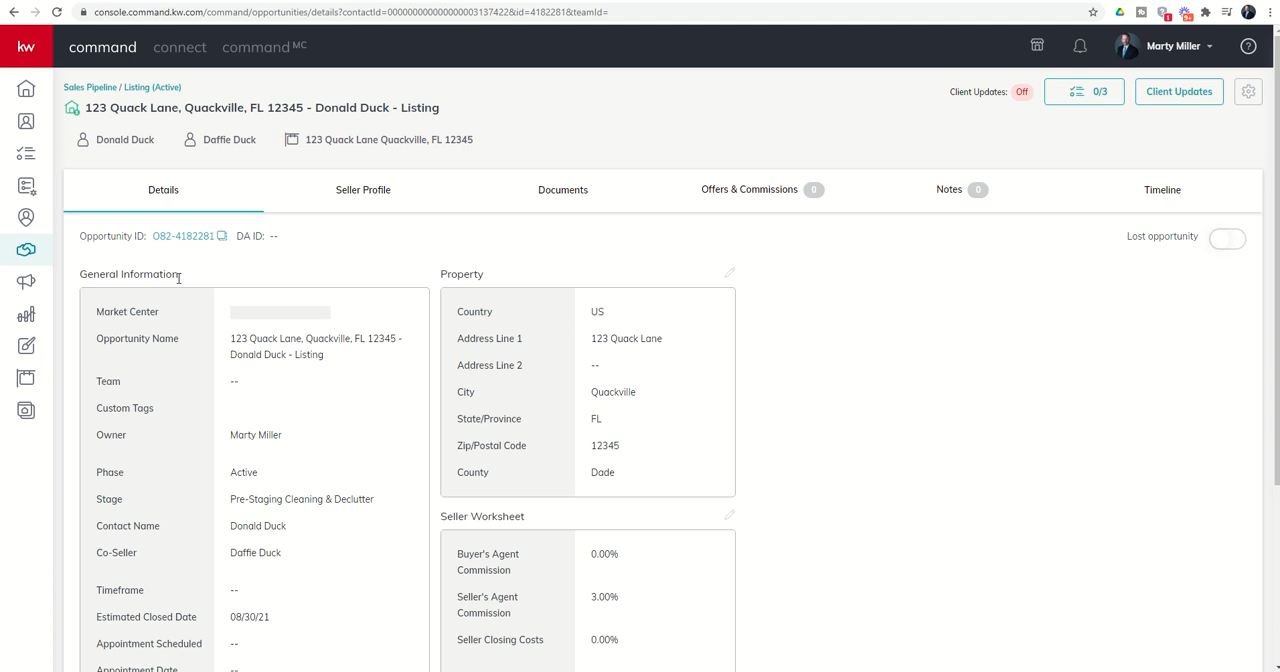 console.command.kw.com/command/opportunities/details?contactId=00000000000000003137422&id=4182281&teamId=
kw
command connect command MC
Marty Miller
Sales Pipeline / Listing (Active)
123 Quack Lane, Quackville, FL 12345 - Donald Duck - Listing
Client Updates: Off
0/3
Client Updates
Donald Duck Daffie Duck 123 Quack Lane Quackville, FL 12345
Details Seller Profile Documents Offers & Commissions 0 Notes 0 Timeline
Opportunity ID: O82-4182281 DA ID: --
Lost opportunity
General Information
Market Center
Opportunity Name 123 Quack Lane, Quackville, FL 12345 -
Donald Duck - Listing
Team --
Custom Tags
Owner Marty Miller
Phase Active
Stage Pre-Staging Cleaning & Declutter
Contact Name Donald Duck
Co-Seller Daffie Duck
Timeframe --
Estimated Closed Date 08/30/21
Appointment Scheduled --
Appointment Date --
Property
Country US
Address Line 1 123 Quack Lane
Address Line 2 --
City Quackville
State/Province FL
Zip/Postal Code 12345
County Dade
Seller Worksheet
Buyer's Agent 0.00%
Commission
Seller's Agent 3.00%
Commission
Seller Closing Costs 0.00%